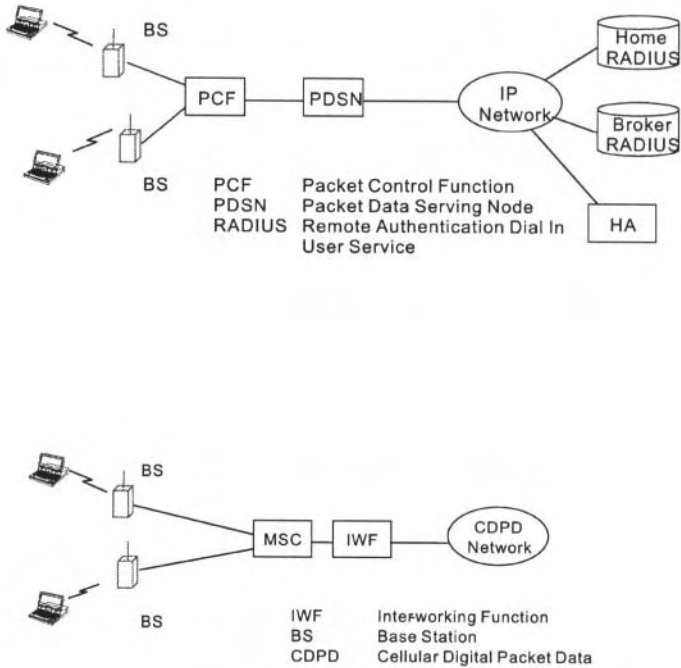 BS
Home
RADIUS
PCF
PDSN
IP
Network
Broker
RADIUS
BS
PCF Packet Control Function
PDSN Packet Data Serving Node
RADIUS Remote Authentication Dial In
User Service
HA
BS
MSC
IWF
CDPD
Network
BS
IWF Inter-working Function
BS Base Station
CDPD Cellular Digital Packet Data